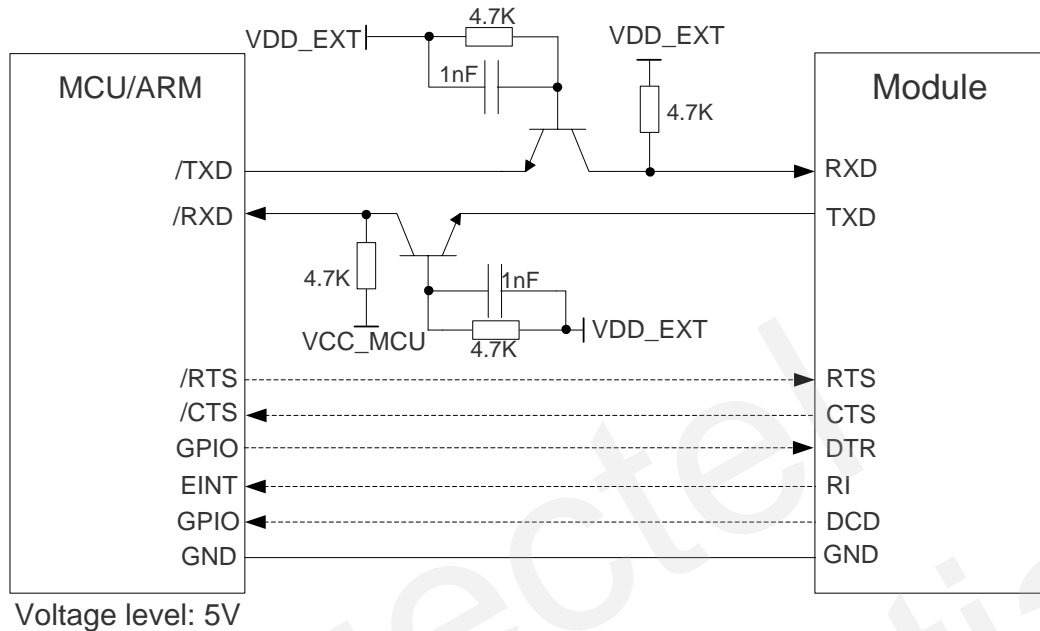 4.7K
VDD_EXT
VDD_EXT
1nF
MCU/ARM
Module
4.7K
/TXD
RXD
/RXD
TXD
4.7K
1nF
VCC_MCU
4.7K
VDD_EXT
/RTS
RTS
/CTS
CTS
GPIO
DTR
EINT
RI
GPIO
DCD
GND
GND
Voltage level: 5V